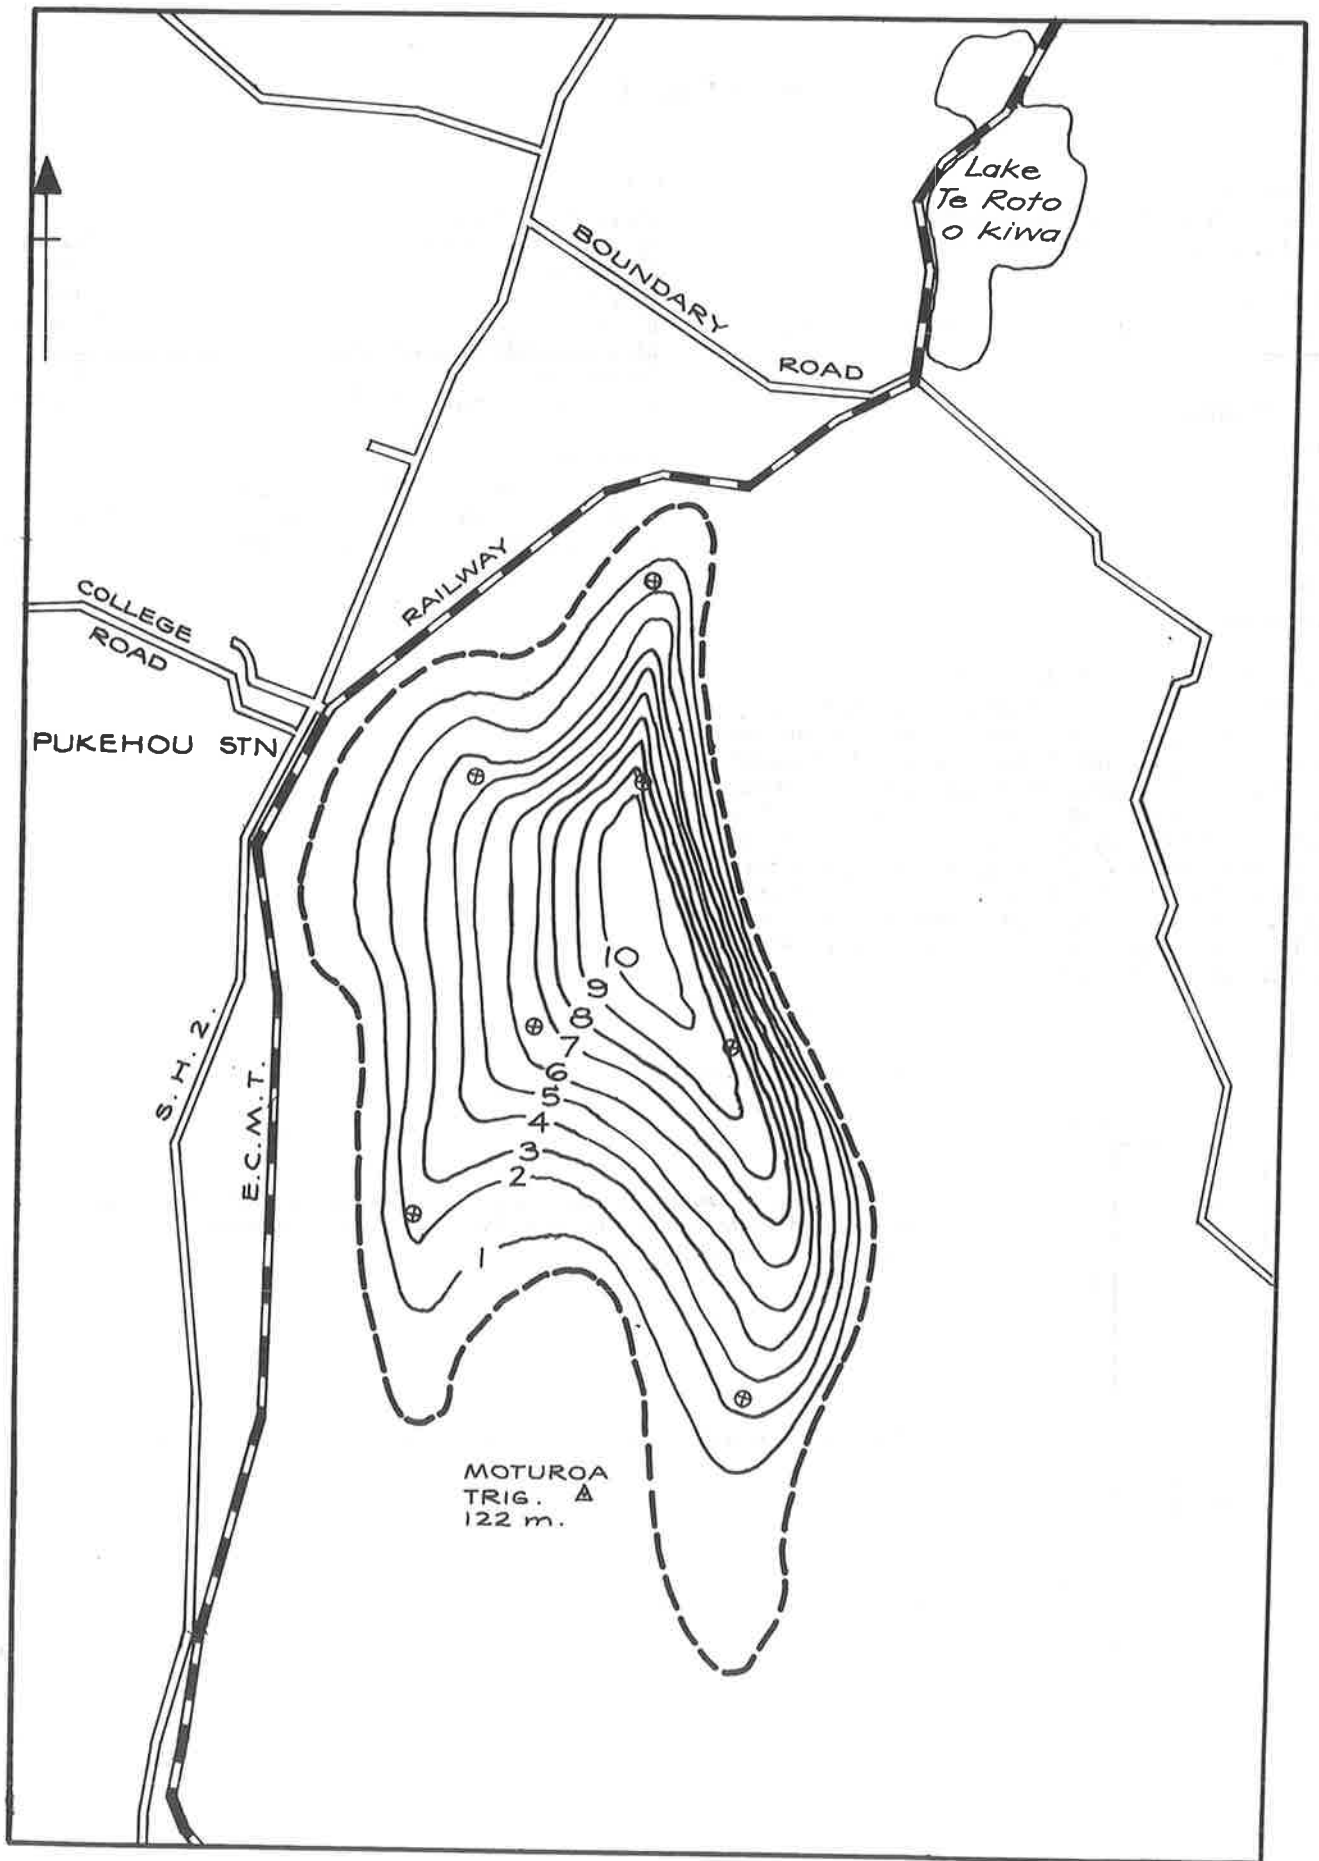 Lake
Te Roto
o Kiwa
BOUNDARY
ROAD
RAILWAY
COLLEGE
ROAD
PUKEHOU STN
S. H. 2.
E.C.M.T.
10
9
8
7
6
5
4
3
2
1
MOTUROA
TRIG.
122 m.